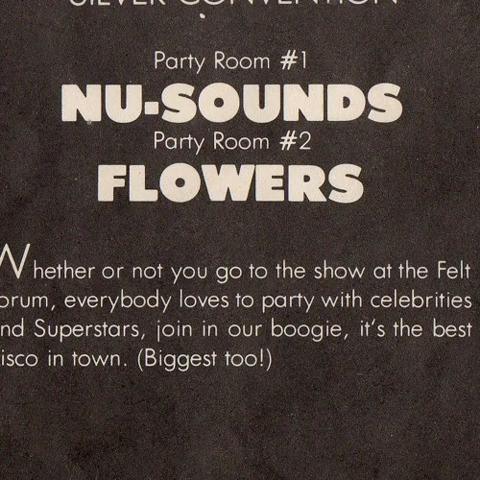 SILVER CONVENTION
Party Room #1
NU-SOUNDS
Party Room #2
FLOWERS
Whether or not you go to the show at the Felt
orum, everybody loves to party with celebrities
nd Superstars, join in our boogie, it's the best
isco in town. (Biggest too!)